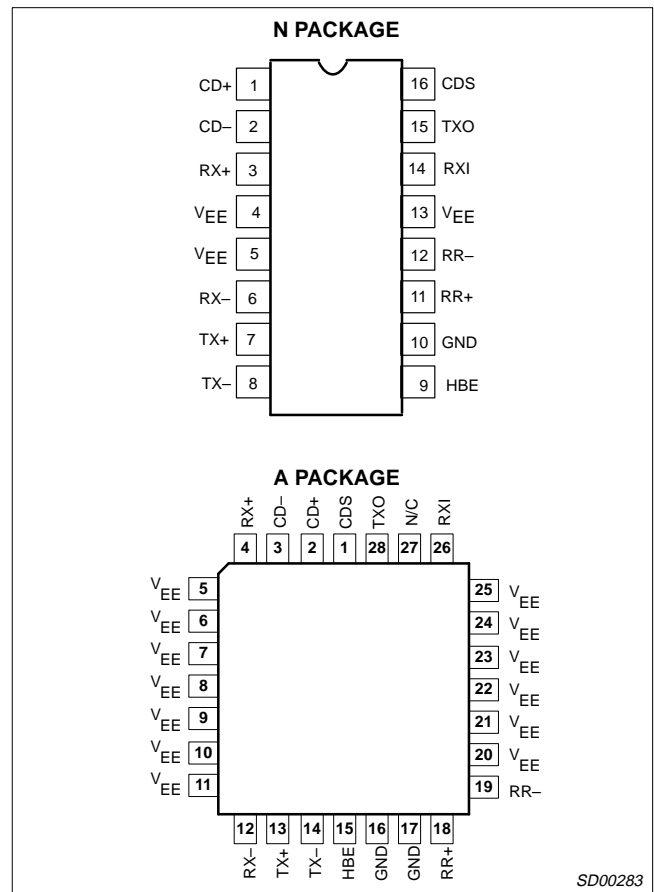 N PACKAGE
CD+ 1 16 CDS
CD– 2 15 TXO
RX+ 3 14 RXI
VEE 4 13 VEE
VEE 5 12 RR–
RX– 6 11 RR+
TX+ 7 10 GND
TX– 8 9 HBE
A PACKAGE
RX+ CD– CD+ CDS TXO N/C RXI
4 3 2 1 28 27 26
VEE 5 25 VEE
VEE 6 24 VEE
VEE 7 23 VEE
VEE 8 22 VEE
VEE 9 21 VEE
VEE 10 20 VEE
VEE 11 19 RR–
12 13 14 15 16 17 18
RX– TX+ TX– HBE GND GND RR+
SD00283